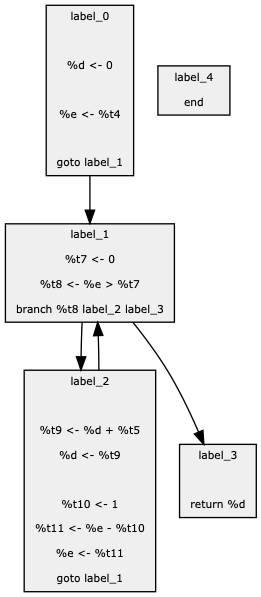 label_0
%d <- 0
%e <- %t4
goto label_1
label_4
end
label_1
%t7 <- 0
%t8 <- %e > %t7
branch %t8 label_2 label_3
label_2
%t9 <- %d + %t5
%d <- %t9
%t10 <- 1
%t11 <- %e - %t10
%e <- %t11
goto label_1
label_3
return %d